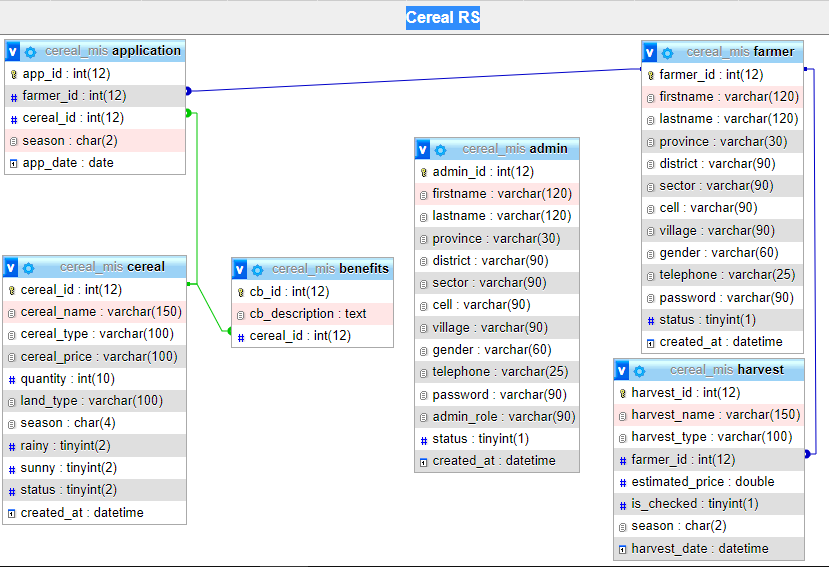 Cereal RS
cereal_mis application
app_id : int(12)
farmer_id : int(12)
cereal_id : int(12)
season : char(2)
app_date : date
cereal_mis farmer
farmer_id : int(12)
firstname : varchar(120)
lastname : varchar(120)
province : varchar(30)
district : varchar(90)
sector : varchar(90)
cell : varchar(90)
village : varchar(90)
gender : varchar(60)
telephone : varchar(25)
password : varchar(90)
status : tinyint(1)
created_at : datetime
cereal_mis admin
admin_id : int(12)
firstname : varchar(120)
lastname : varchar(120)
province : varchar(30)
district : varchar(90)
sector : varchar(90)
cell : varchar(90)
village : varchar(90)
gender : varchar(60)
telephone : varchar(25)
password : varchar(90)
admin_role : varchar(90)
status : tinyint(1)
created_at : datetime
cereal_mis cereal
cereal_id : int(12)
cereal_name : varchar(150)
cereal_type : varchar(100)
cereal_price : varchar(100)
quantity : int(10)
land_type : varchar(100)
season : char(4)
rainy : tinyint(2)
sunny : tinyint(2)
status : tinyint(2)
created_at : datetime
cereal_mis benefits
cb_id : int(12)
cb_description : text
cereal_id : int(12)
cereal_mis harvest
harvest_id : int(12)
harvest_name : varchar(150)
harvest_type : varchar(100)
farmer_id : int(12)
estimated_price : double
is_checked : tinyint(1)
season : char(2)
harvest_date : datetime